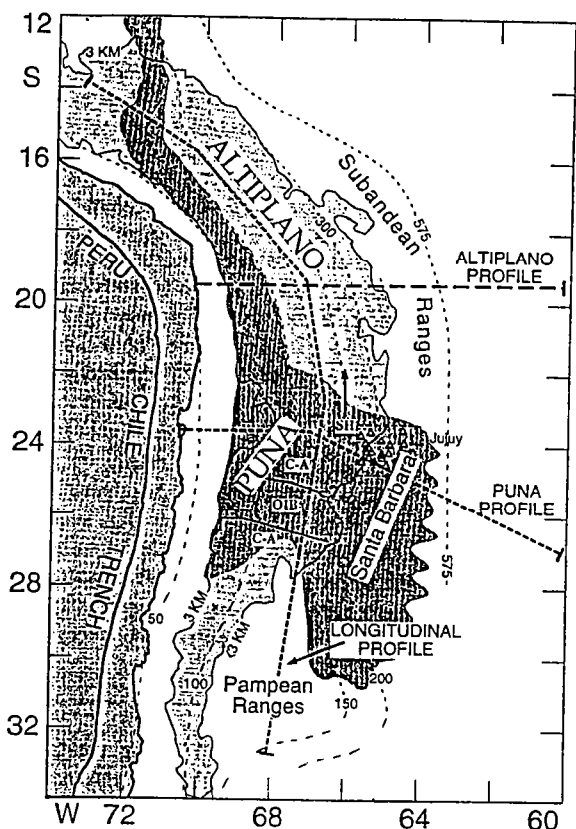 12
S
16
20
24
28
32
W
72
68
64
60
3 KM
ALTIPLANO
300
Subandean
Ranges
575
ALTIPLANO
PROFILE
PERU
CHILE
TRENCH
PUNA
SH
C-A
OIB
C-A
Jujuy
Santa Barbara
PUNA
PROFILE
575
3 KM
<3 KM
50
100
LONGITUDINAL
PROFILE
Pampean
Ranges
150
200